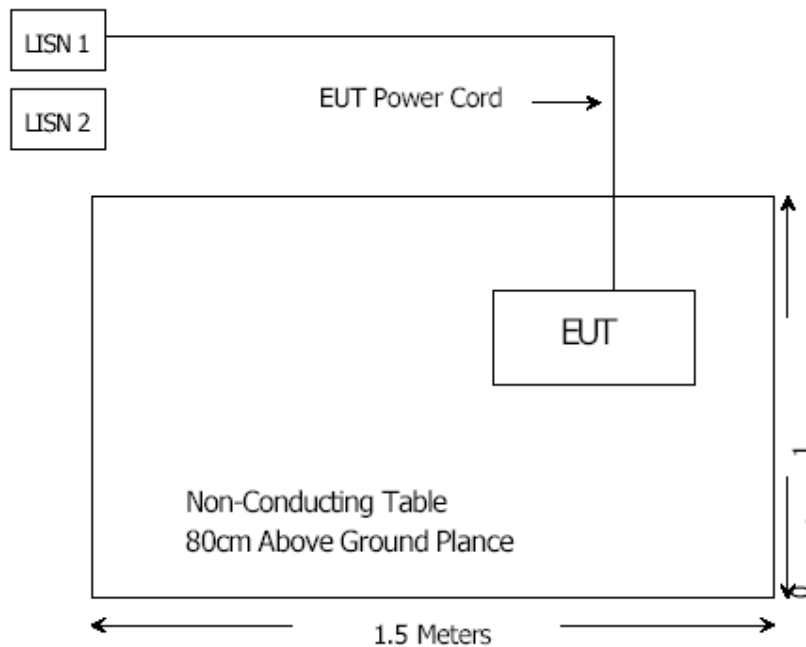 LISN 1
EUT Power Cord
LISN 2
EUT
Non-Conducting Table
80cm Above Ground Plance
1.5 Meters